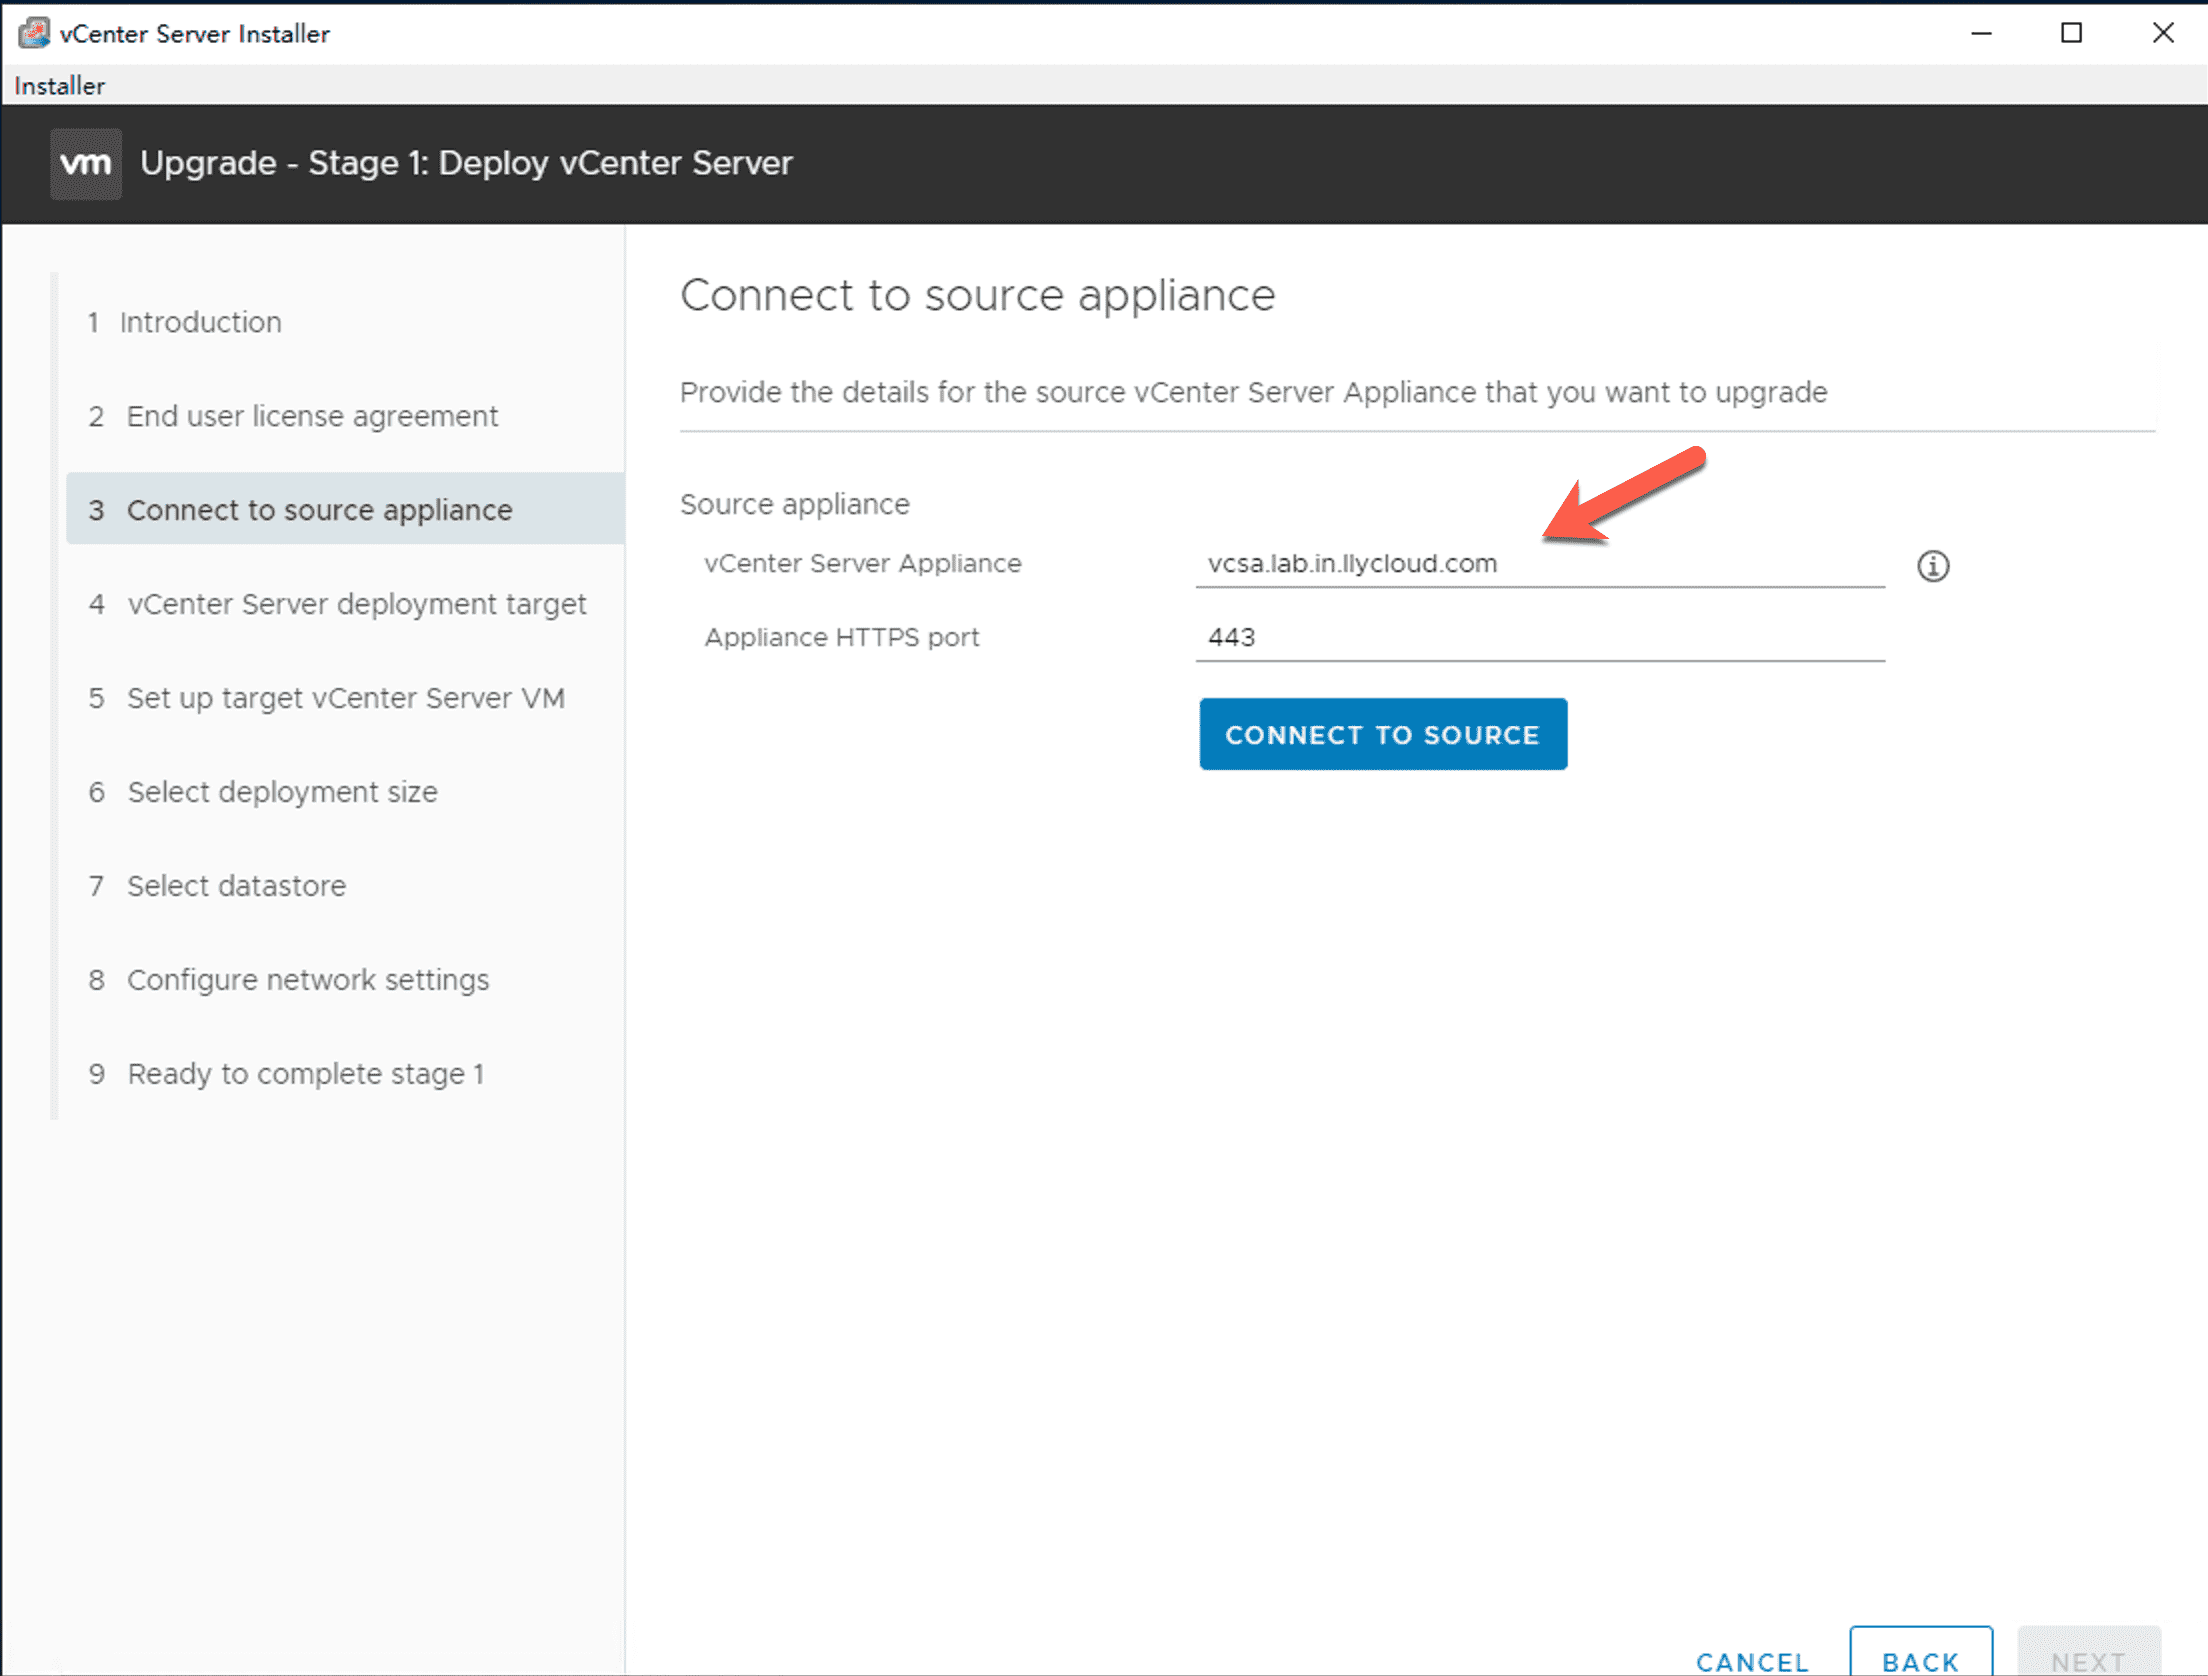 vCenter Server Installer
Installer
vm Upgrade - Stage 1: Deploy vCenter Server
1 Introduction
2 End user license agreement
3 Connect to source appliance
4 vCenter Server deployment target
5 Set up target vCenter Server VM
6 Select deployment size
7 Select datastore
8 Configure network settings
9 Ready to complete stage 1
Connect to source appliance
Provide the details for the source vCenter Server Appliance that you want to upgrade
Source appliance
vCenter Server Appliance vcsa.lab.in.llycloud.com
Appliance HTTPS port 443
CONNECT TO SOURCE
CANCEL BACK NEXT